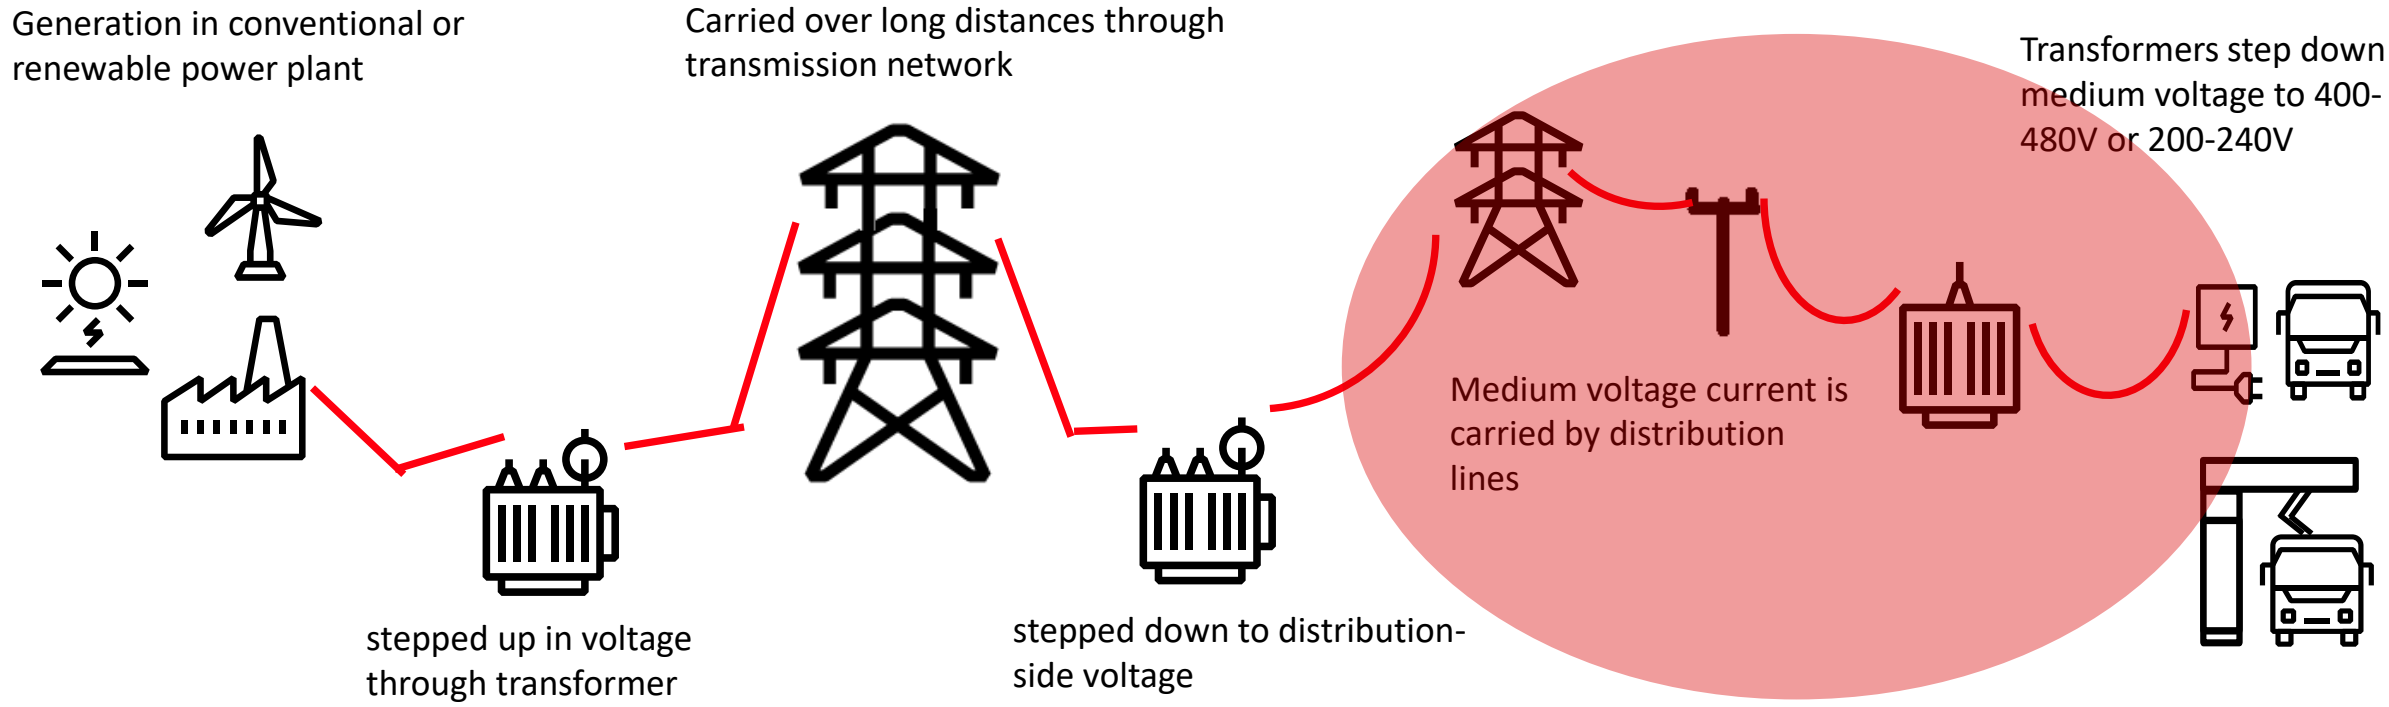 Generation in conventional or
renewable power plant
Carried over long distances through
transmission network
Transformers step down
medium voltage to 400-
480V or 200-240V
Medium voltage current is
carried by distribution
lines
stepped up in voltage
through transformer
stepped down to distribution-
side voltage